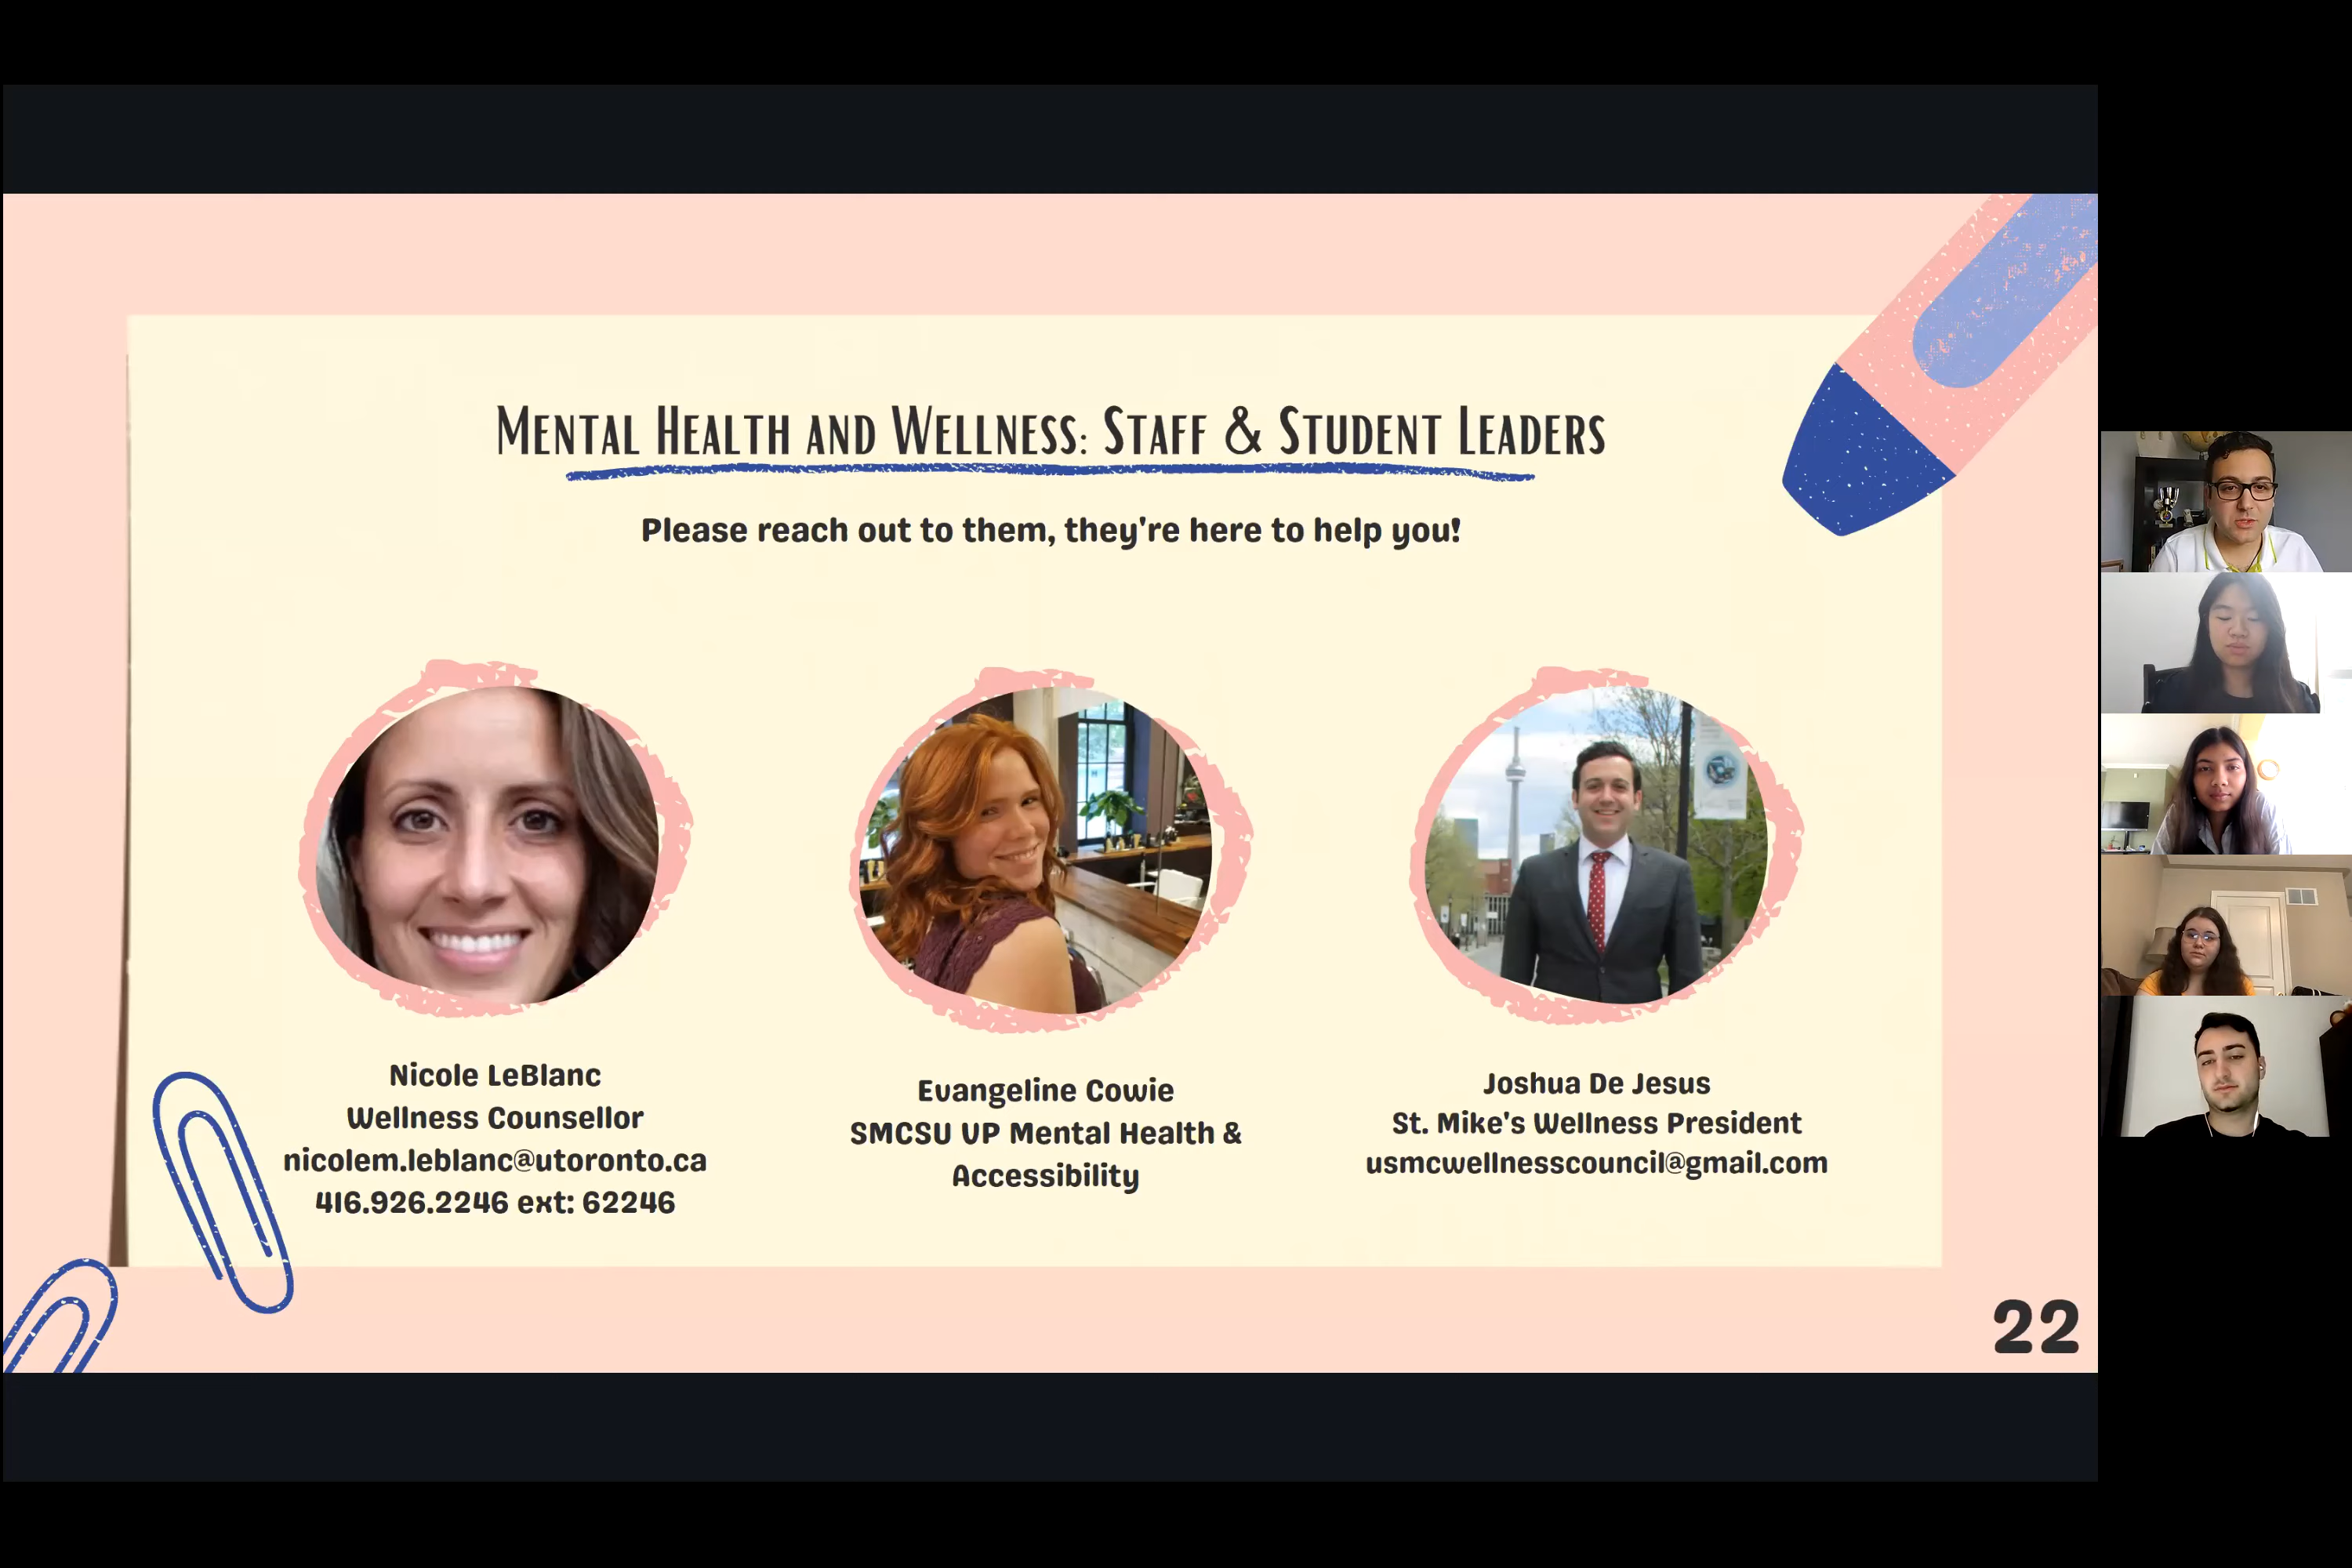 Mental Health and Wellness: Staff & Student Leaders
Please reach out to them, they're here to help you!
Nicole LeBlanc
Wellness Counsellor
nicolem.leblanc@utoronto.ca
416.926.2246 ext: 62246
Evangeline Cowie
SMCSU VP Mental Health &
Accessibility
Joshua De Jesus
St. Mike's Wellness President
usmcwellnesscouncil@gmail.com
22